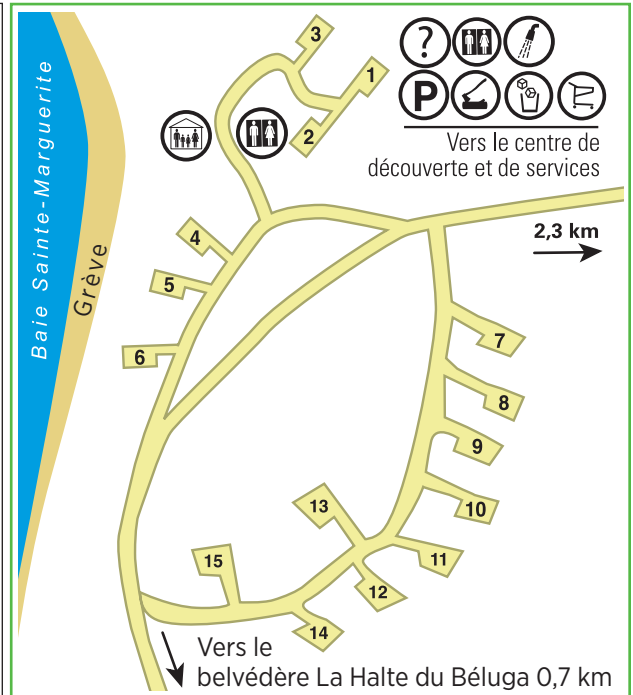 Baie Sainte-Marguerite
Grève
3
1
2
?
P
Vers le centre de
découverte et de services
2,3 km
4
5
6
7
8
9
10
11
12
13
14
15
Vers le
belvédère La Halte du Béluga 0,7 km